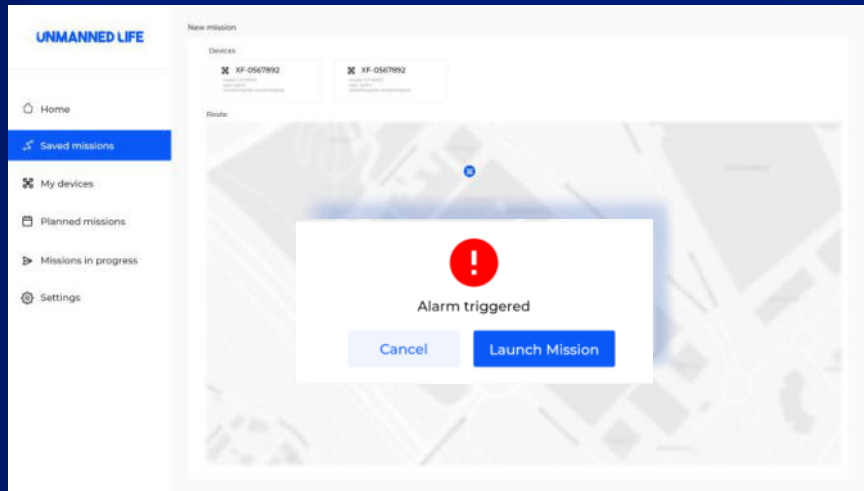 UNMANNED LIFE
Home
Saved missions
My devices
Planned missions
Missions in progress
Settings
New mission
Devices
XF-0567892
XF-0567892
Route
Alarm triggered
Cancel
Launch Mission